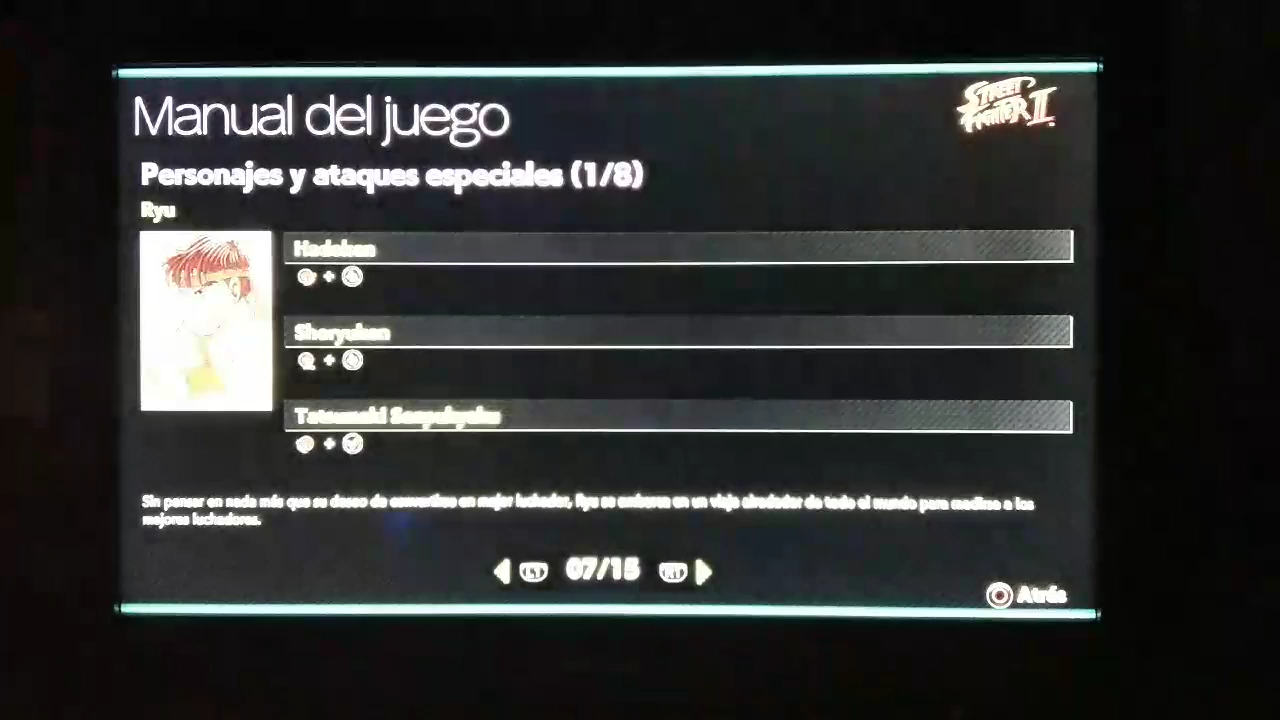 Manual del juego
STREET
FIGHTER II
Personajes y ataques especiales (1/8)
Ryu
Hadoken
+
Shoryuken
+
Tatsumaki Senpukyaku
+
Sin pensar en nada más que su deseo de convertirse en mejor luchador, Ryu se embarca en un viaje alrededor de todo el mundo para medirse a los
mejores luchadores.
07/15
Atrás